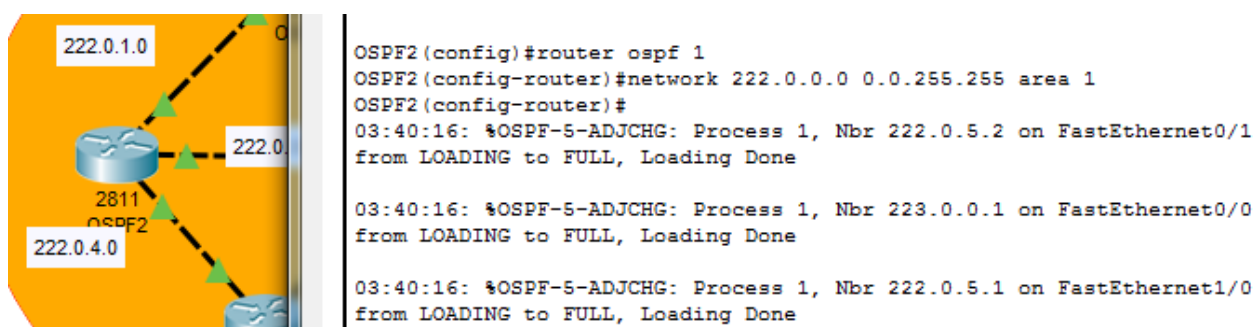 222.0.1.0
222.0.
2811
OSPF2
222.0.4.0
OSPF2(config)#router ospf 1
OSPF2(config-router)#network 222.0.0.0 0.0.255.255 area 1
OSPF2(config-router)#
03:40:16: %OSPF-5-ADJCHG: Process 1, Nbr 222.0.5.2 on FastEthernet0/1
from LOADING to FULL, Loading Done
03:40:16: %OSPF-5-ADJCHG: Process 1, Nbr 223.0.0.1 on FastEthernet0/0
from LOADING to FULL, Loading Done
03:40:16: %OSPF-5-ADJCHG: Process 1, Nbr 222.0.5.1 on FastEthernet1/0
from LOADING to FULL, Loading Done